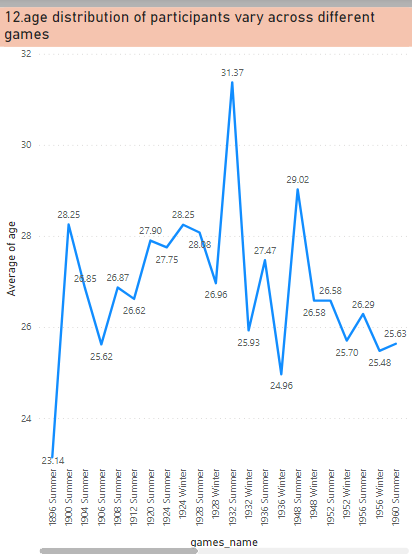 12.age distribution of participants vary across different
games
32
31.37
30
29.02
28.25
28.25
27.90
28
28.08
27.75
27.47
26.85
26.87
26.96
26.62
26.58
26.58
26.29
26
25.93
25.62
25.70
25.63
25.48
24.96
24
23.14
Average of age
1896 Summer
1900 Summer
1904 Summer
1906 Summer
1908 Summer
1912 Summer
1920 Summer
1924 Summer
1924 Winter
1928 Summer
1928 Winter
1932 Summer
1932 Winter
1936 Summer
1936 Winter
1948 Summer
1948 Winter
1952 Summer
1952 Winter
1956 Summer
1956 Winter
1960 Summer
games_name